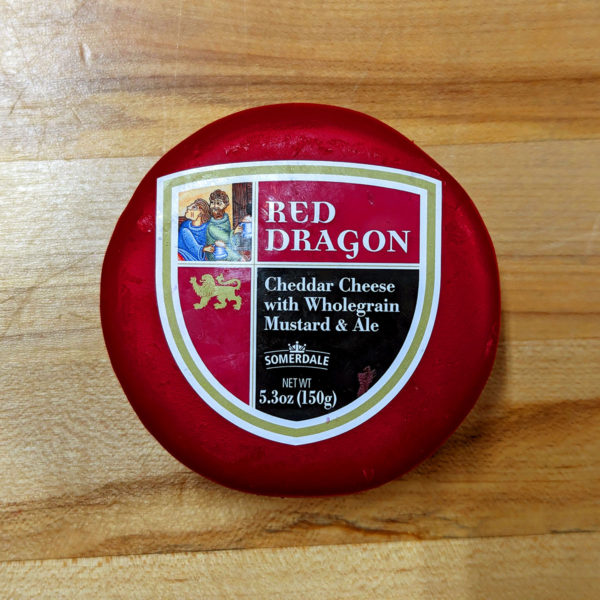 RED
DRAGON
Cheddar Cheese
with Wholegrain
Mustard & Ale
SOMERDALE
NET WT
5.3oz (150g)